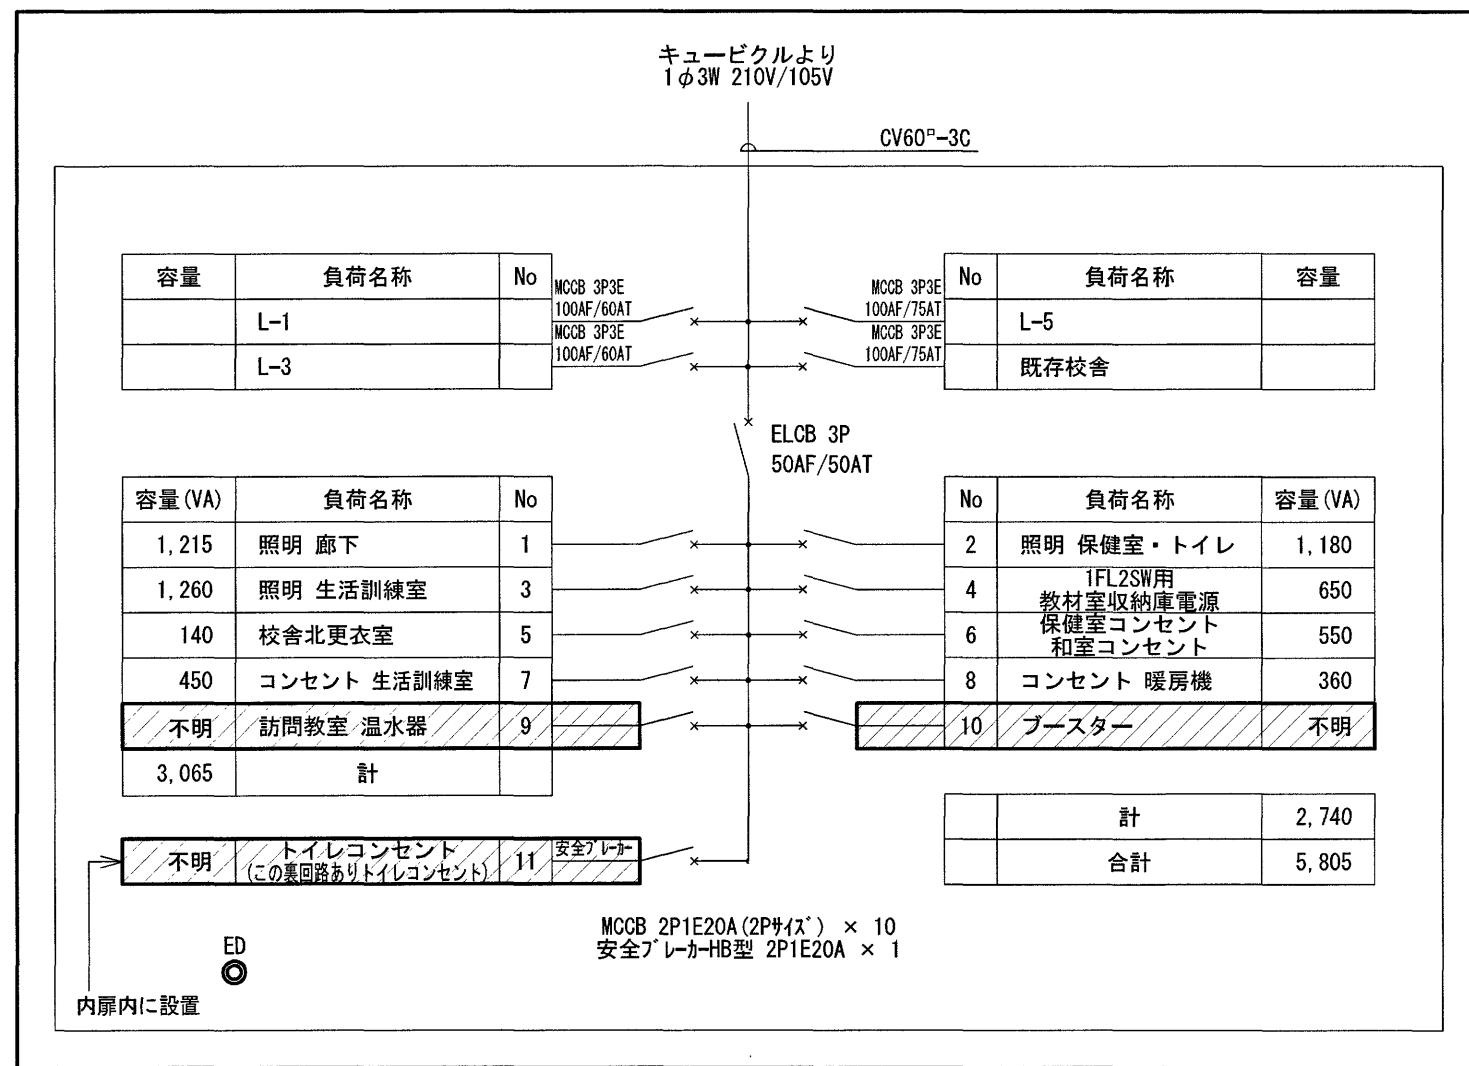 キュービクルより
1φ3W 210V/105V
CV60□-3C
容量 負荷名称 No
L-1
L-3
MCCB 3P3E
100AF/60AT
MCCB 3P3E
100AF/60AT
MCCB 3P3E
100AF/75AT
MCCB 3P3E
100AF/75AT
No 負荷名称 容量
L-5
既存校舎
ELCB 3P
50AF/50AT
容量(VA) 負荷名称 No
1,215 照明 廊下 1
1,260 照明 生活訓練室 3
140 校舎北更衣室 5
450 コンセント 生活訓練室 7
不明 訪問教室 温水器 9
3,065 計
No 負荷名称 容量(VA)
2 照明 保健室・トイレ 1,180
4 1FL2SW用
教材室収納庫電源 650
6 保健室コンセント
和室コンセント 550
8 コンセント 暖房機 360
10 ブースター 不明
計 2,740
合計 5,805
不明 トイレコンセント
(この裏回路ありトイレコンセント) 11 安全ブレーカー
MCCB 2P1E20A(2Pサイズ) × 10
安全ブレーカーHB型 2P1E20A × 1
ED
内扉内に設置